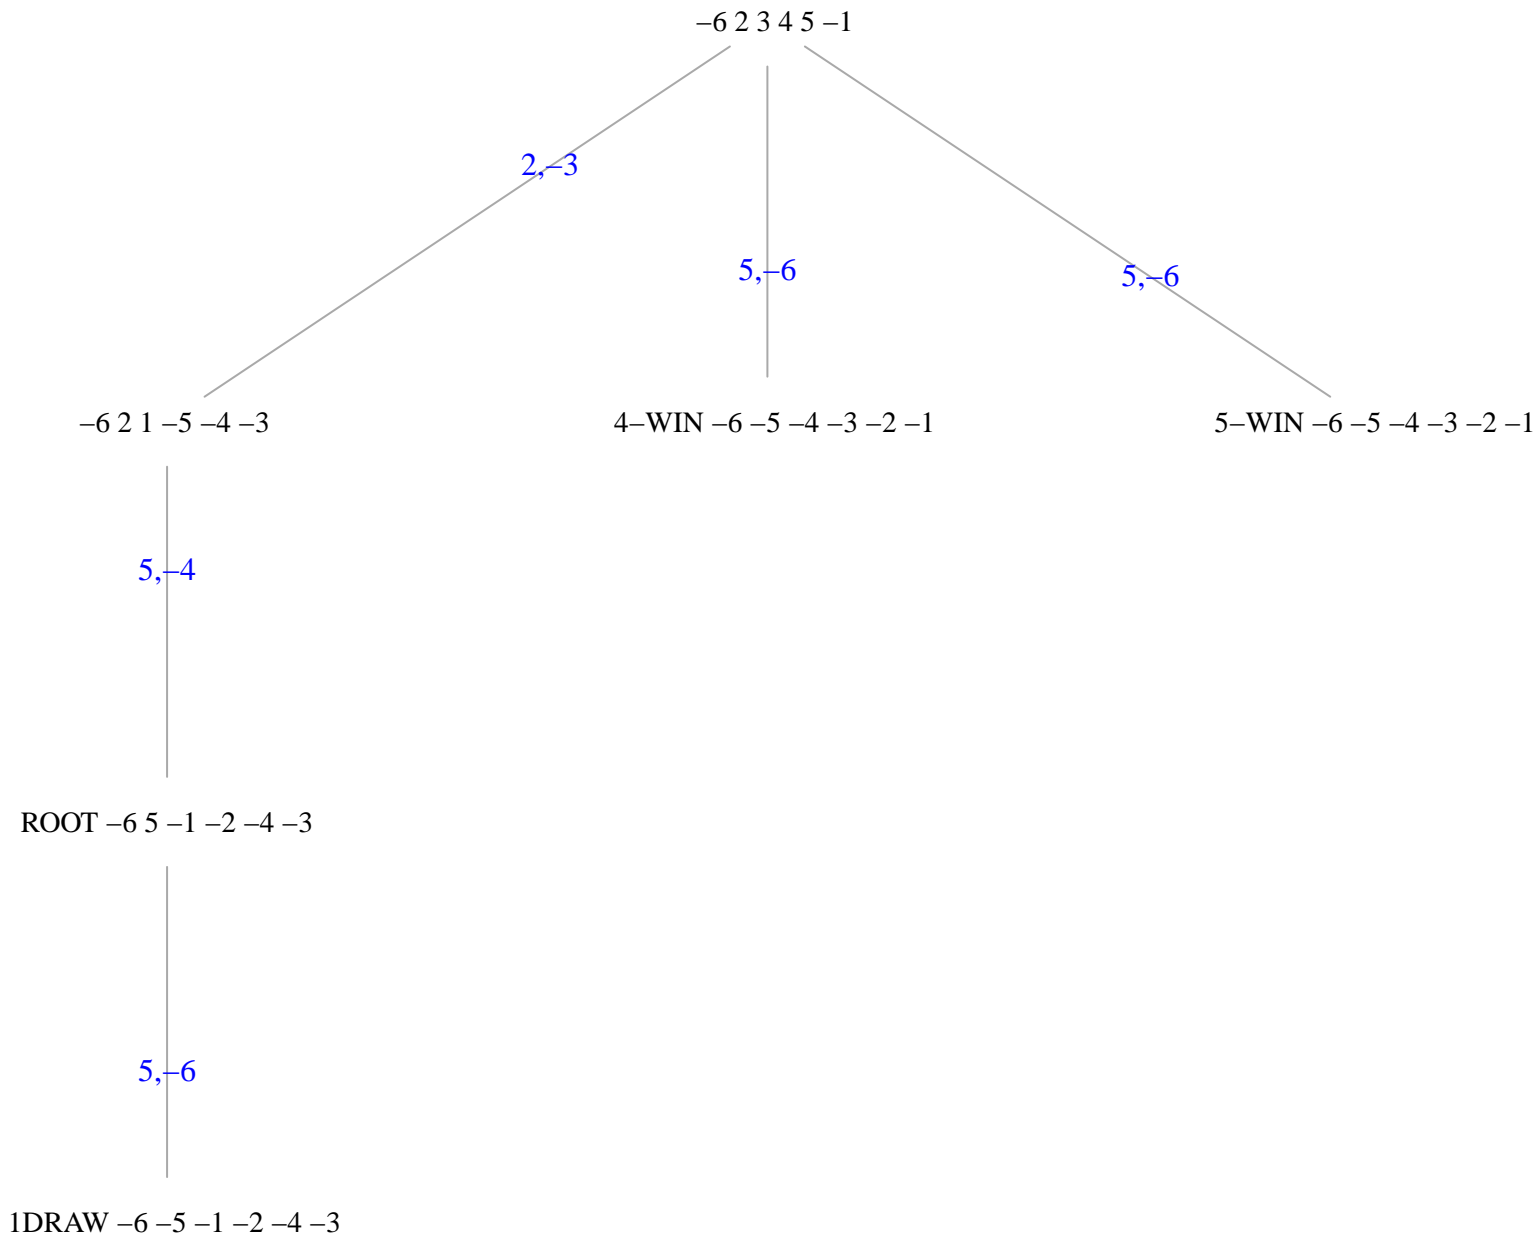 −6 2 3 4 5 −1
2,−3
5,−6
5,−6
−6 2 1 −5 −4 −3
4−WIN −6 −5 −4 −3 −2 −1
5−WIN −6 −5 −4 −3 −2 −1
5,−4
ROOT −6 5 −1 −2 −4 −3
5,−6
1DRAW −6 −5 −1 −2 −4 −3